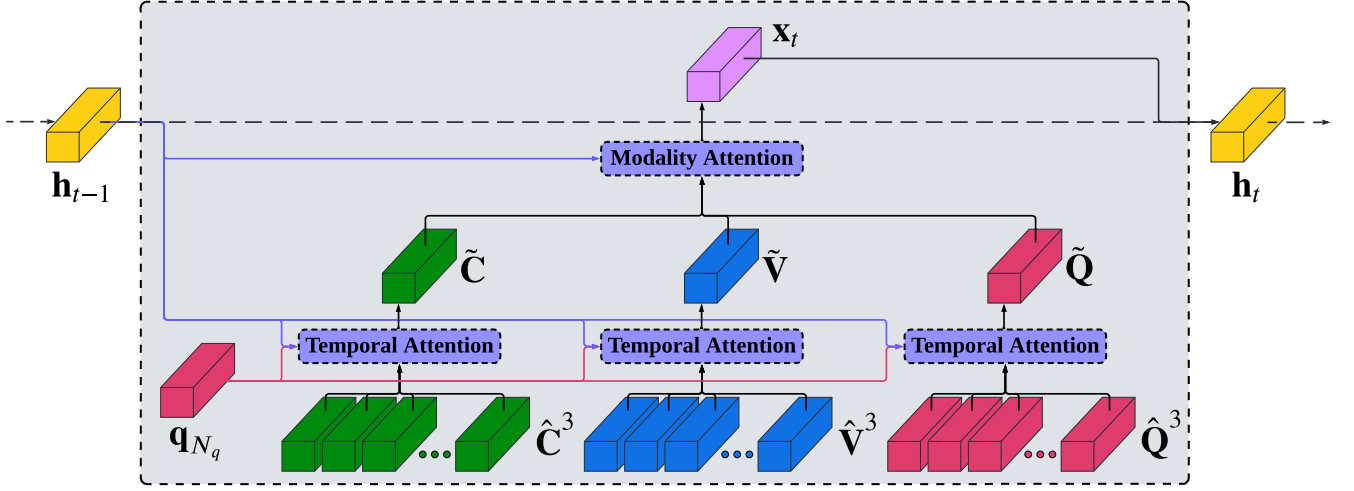 x_t
h_{t−1}
Modality Attention
h_t
C̃
Ṽ
Q̃
Temporal Attention
Temporal Attention
Temporal Attention
q_{N_q}
Ĉ^3
V̂^3
Q̂^3